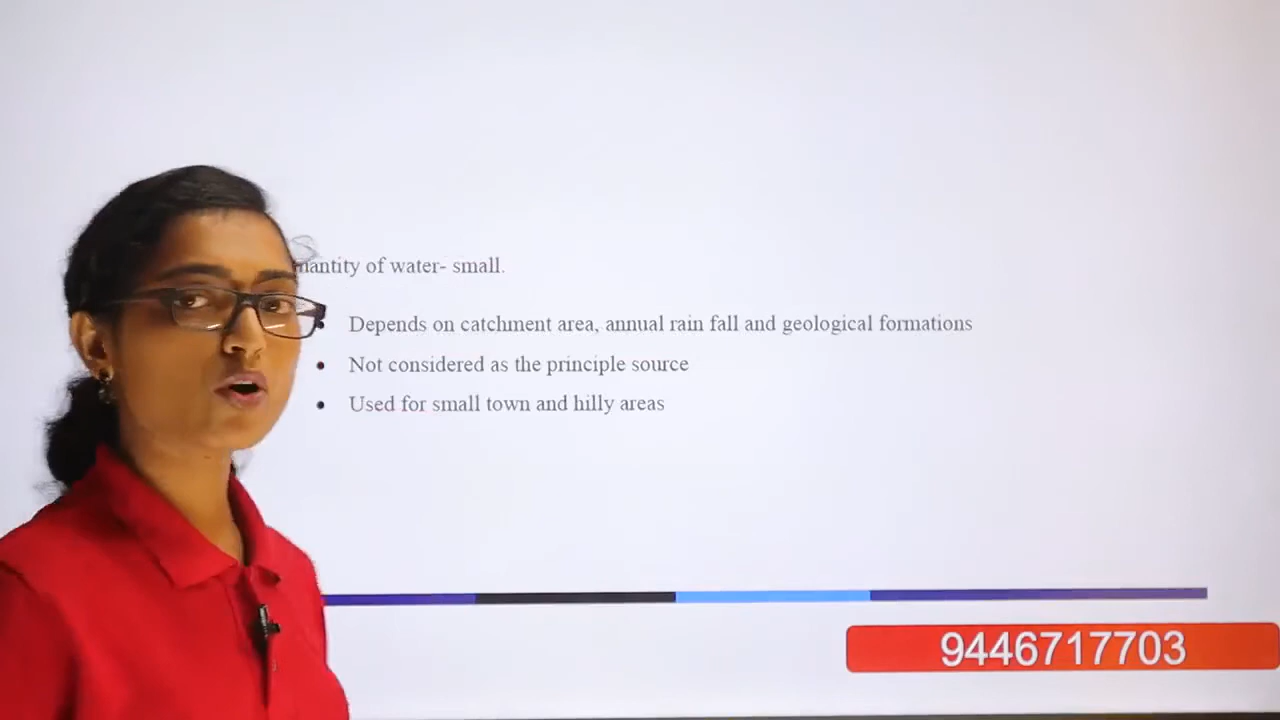 of water- small.
Depends on catchment area, annual rain fall and geological formations
Not considered as the principle source
Used for small town and hilly areas
9446717703